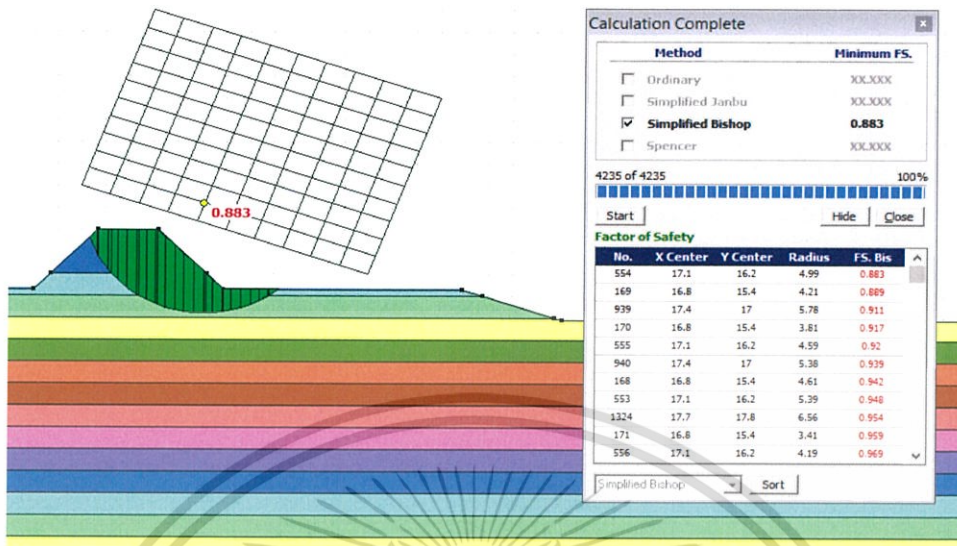 0.883
Calculation Complete
Method Minimum FS.
Ordinary XX.XXX
Simplified Janbu XX.XXX
Simplified Bishop 0.883
Spencer XX.XXX
4235 of 4235 100%
Start Hide Close
Factor of Safety
No. X Center Y Center Radius FS. Bis
554 17.1 16.2 4.99 0.883
169 16.8 15.4 4.21 0.889
939 17.4 17 5.78 0.911
170 16.8 15.4 3.81 0.917
555 17.1 16.2 4.59 0.92
940 17.4 17 5.38 0.939
168 16.8 15.4 4.61 0.942
553 17.1 16.2 5.39 0.948
1324 17.7 17.8 6.56 0.954
171 16.8 15.4 3.41 0.959
556 17.1 16.2 4.19 0.969
Simplified Bishop Sort